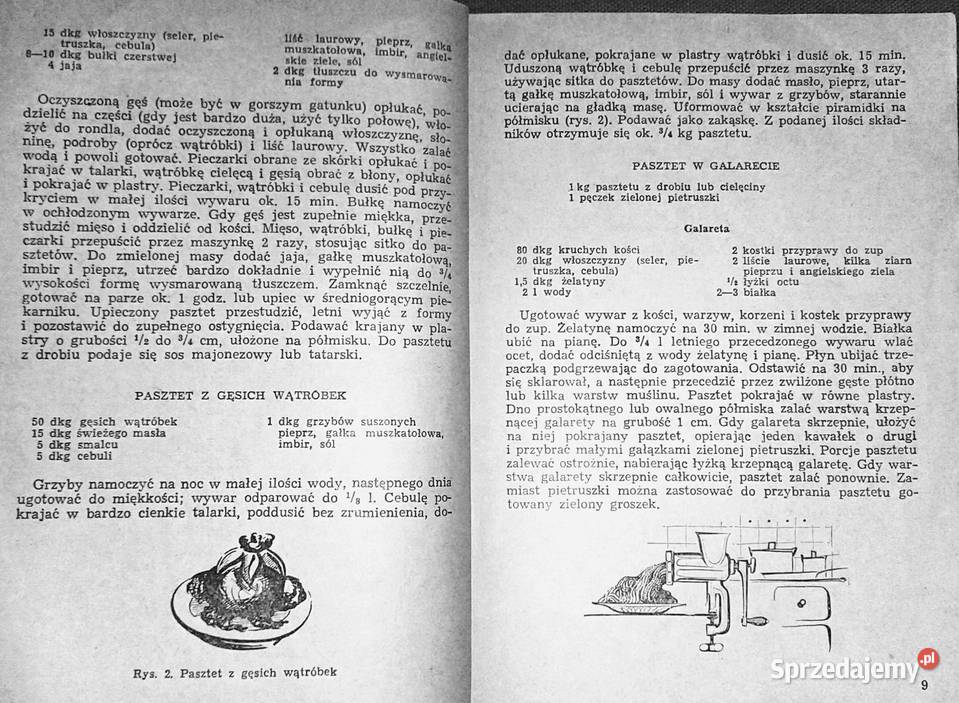 15 dkg włoszczyzny (seler, pie-
truszka, cebula)
8—10 dkg bułki czerstwej
4 jaja
liść laurowy, pieprz, gałka
muszkatołowa, imbir, angiel-
skie ziele, sól
2 dkg tłuszczu do wysmarowa-
nia formy
Oczyszczoną gęś (może być w gorszym gatunku) opłukać, po-
dzielić na części (gdy jest bardzo duża, użyć tylko połowę), wło-
żyć do rondla, dodać oczyszczoną i opłukaną włoszczyznę, sło-
ninę, podroby (oprócz wątróbki) i liść laurowy. Wszystko zalać
wodą i powoli gotować. Pieczarki obrane ze skórki opłukać i po-
krajać w talarki, wątróbkę cielęcą i gęsią obrać z błony, opłukać
i pokrajać w plastry. Pieczarki, wątróbki i cebulę dusić pod przy-
kryciem w małej ilości wywaru ok. 15 min. Bułkę namoczyć
w ochłodzonym wywarze. Gdy gęś jest zupełnie miękka, prze-
studzić mięso i oddzielić od kości. Mięso, wątróbki, bułkę i pie-
czarki przepuścić przez maszynkę 2 razy, stosując sitko do pa-
sztetów. Do zmielonej masy dodać jaja, gałkę muszkatołową,
imbir i pieprz, utrzeć bardzo dokładnie i wypełnić nią do ³/₄
wysokości formę wysmarowaną tłuszczem. Zamknąć szczelnie,
gotować na parze ok. 1 godz. lub upiec w średniogorącym pie-
karniku. Upieczony pasztet przestudzić, letni wyjąć z formy
i pozostawić do zupełnego ostygnięcia. Podawać krajany w pla-
stry o grubości ¹/₂ do ³/₄ cm, ułożone na półmisku. Do pasztetu
z drobiu podaje się sos majonezowy lub tatarski.
PASZTET Z GĘSICH WĄTRÓBEK
50 dkg gęsich wątróbek
15 dkg świeżego masła
5 dkg smalcu
5 dkg cebuli
1 dkg grzybów suszonych
pieprz, gałka muszkatołowa,
imbir, sól
Grzyby namoczyć na noc w małej ilości wody, następnego dnia
ugotować do miękkości; wywar odparować do ¹/₈ l. Cebulę po-
krajać w bardzo cienkie talarki, poddusić bez zrumienienia, do-
Rys. 2. Pasztet z gęsich wątróbek
dać opłukane, pokrajane w plastry wątróbki i dusić ok. 15 min.
Uduszoną wątróbkę i cebulę przepuścić przez maszynkę 3 razy,
używając sitka do pasztetów. Do masy dodać masło, pieprz, utar-
tą gałkę muszkatołową, imbir, sól i wywar z grzybów, starannie
ucierając na gładką masę. Uformować w kształcie piramidki na
półmisku (rys. 2). Podawać jako zakąskę. Z podanej ilości skład-
ników otrzymuje się ok. ³/₄ kg pasztetu.
PASZTET W GALARECIE
1 kg pasztetu z drobiu lub cielęciny
1 pęczek zielonej pietruszki
Galareta
80 dkg kruchych kości
20 dkg włoszczyzny (seler, pie-
truszka, cebula)
1,5 dkg żelatyny
2 l wody
2 kostki przyprawy do zup
2 liście laurowe, kilka ziarn
pieprzu i angielskiego ziela
¹/₂ łyżki octu
2—3 białka
Ugotować wywar z kości, warzyw, korzeni i kostek przyprawy
do zup. Żelatynę namoczyć na 30 min. w zimnej wodzie. Białka
ubić na pianę. Do ³/₄ l letniego przecedzonego wywaru wlać
ocet, dodać odciśniętą z wody żelatynę i pianę. Płyn ubijać trze-
paczką podgrzewając do zagotowania. Odstawić na 30 min., aby
się sklarował, a następnie przecedzić przez zwilżone gęste płótno
lub kilka warstw muślinu. Pasztet pokrajać w równe plastry.
Dno prostokątnego lub owalnego półmiska zalać warstwą krzep-
nącej galarety na grubość 1 cm. Gdy galareta skrzepnie, ułożyć
na niej pokrajany pasztet, opierając jeden kawałek o drugi
i przybrać małymi gałązkami zielonej pietruszki. Porcje pasztetu
zalewać ostrożnie, nabierając łyżką krzepnącą galaretę. Gdy war-
stwa galarety skrzepnie całkowicie, pasztet zalać ponownie. Za-
miast pietruszki można zastosować do przybrania pasztetu go-
towany zielony groszek.
Sprzedajemy.pl
9